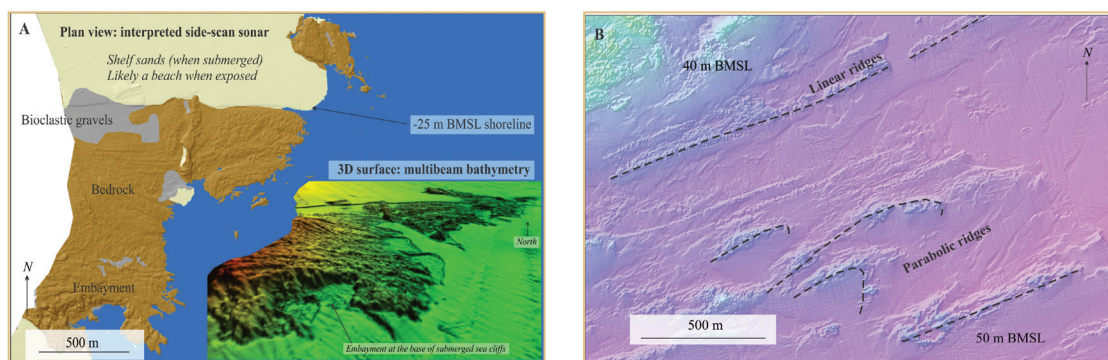 A
Plan view: interpreted side-scan sonar
Shelf sands (when submerged)
Likely a beach when exposed
Bioclastic gravels
-25 m BMSL shoreline
3D surface: multibeam bathymetry
Bedrock
North
N
Embayment
500 m
Embayment at the base of submerged sea cliffs
B
40 m BMSL
N
Linear ridges
Parabolic ridges
500 m
50 m BMSL